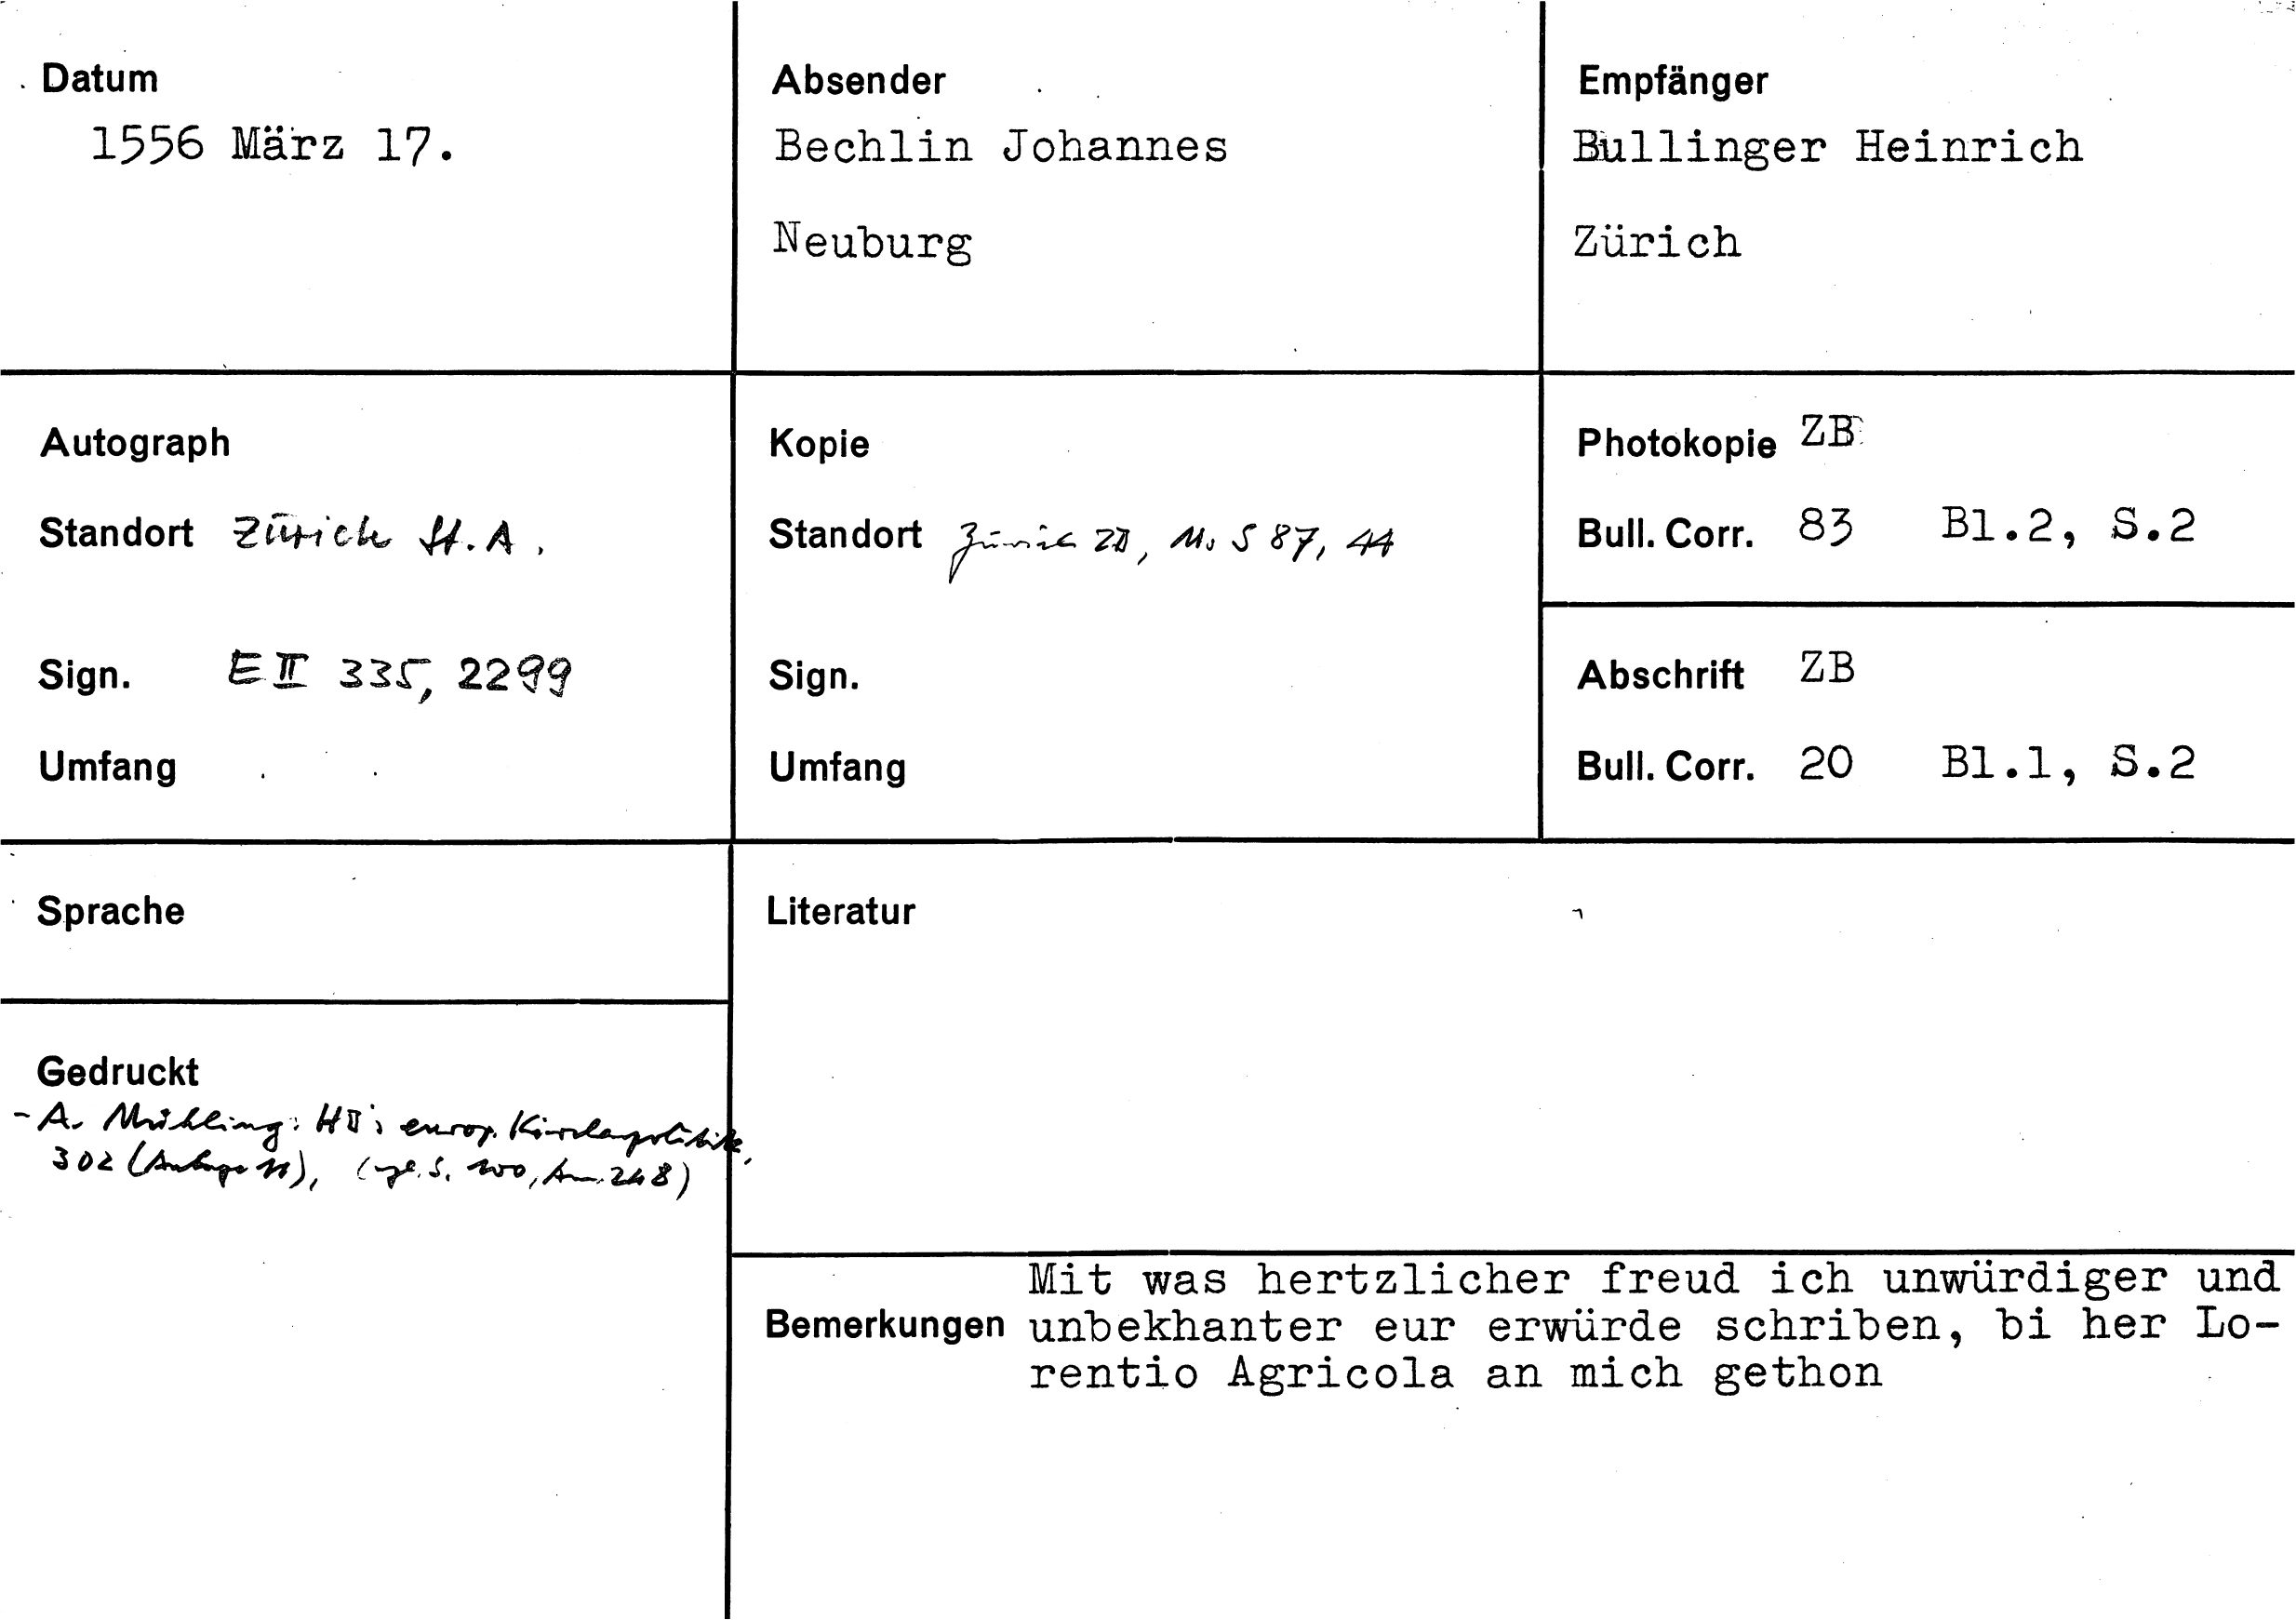 Datum
1556 März 17.
Absender
Bechlin Johannes
Neuburg
Empfänger
Bullinger Heinrich
Zürich
Autograph
Standort Zürich St.A.
Sign. E II 335, 2299
Umfang
Kopie
Standort Zürich ZB, Ms S 87, 44
Sign.
Umfang
Photokopie ZB
Bull. Corr. 83 Bl.2, S.2
Abschrift ZB
Bull. Corr. 20 Bl.1, S.2
Sprache
Gedruckt
- A. Mühling: HB's europ. Kirchenpolitik,
302 (Anlage 11), S. 100, Anm. 248)
Literatur
Bemerkungen
Mit was hertzlicher freud ich unwürdiger und
unbekhanter eur erwürde schriben, bi her Lo-
rentio Agricola an mich gethon